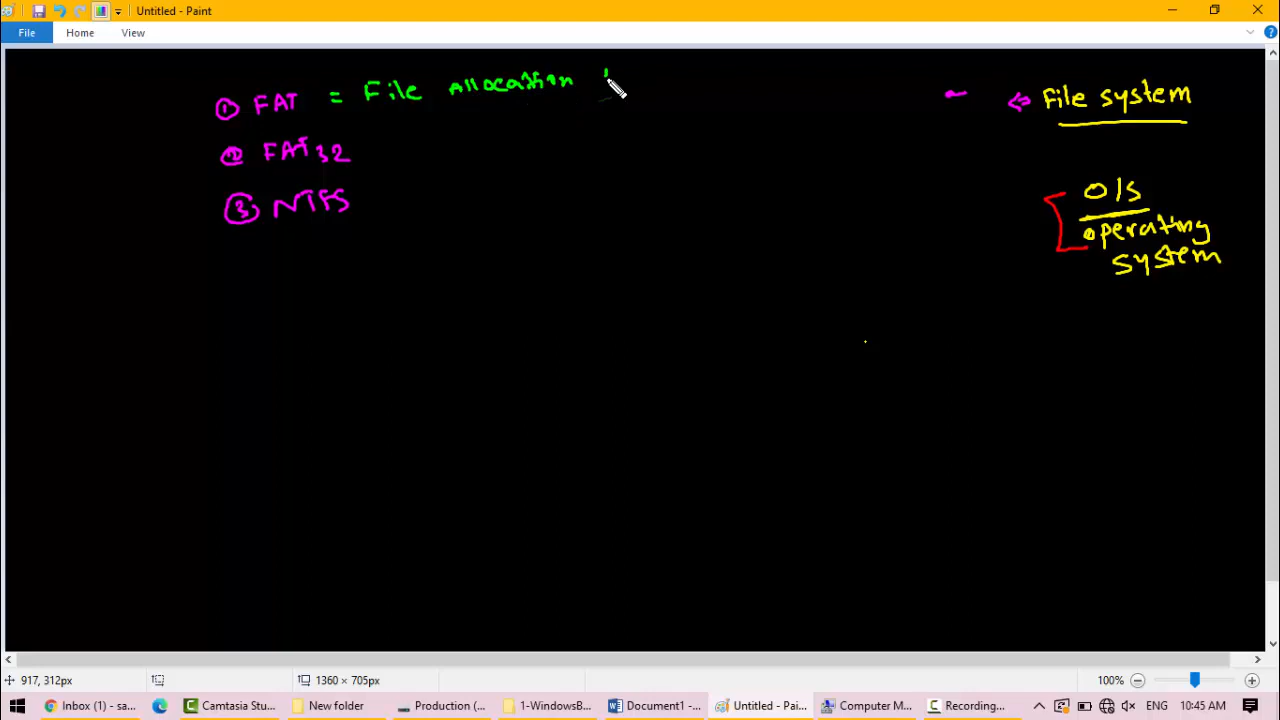 Untitled - Paint
File Home View
① FAT = File Allocation
② FAT32
③ NTFS
File system
O/S
operating
system
917, 312px
1360 × 705px
100%
Inbox (1) - sa...
Camtasia Stu...
New folder
Production (...
1-WindowsB...
Document1 -...
Untitled - Pai...
Computer M...
Recording...
ENG
10:45 AM